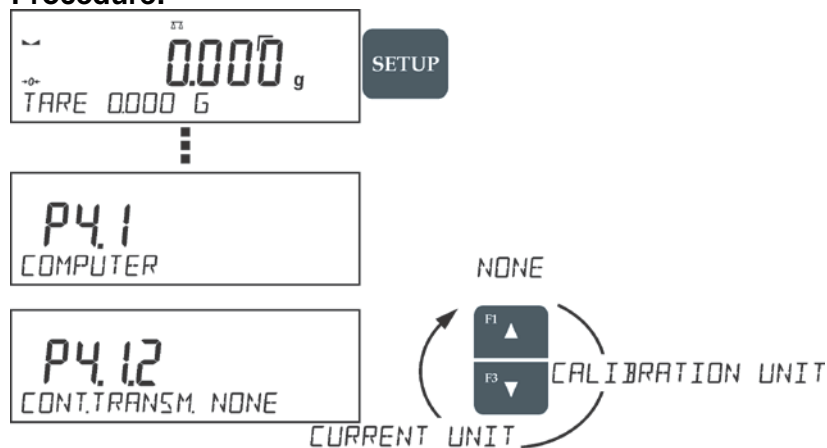 Procedure:
0.000 g
SETUP
TARE 0.000 G
P4.1
COMPUTER
NONE
P4.1.2
CONT.TRANSM. NONE
F1
F3
CALIBRATION UNIT
CURRENT UNIT